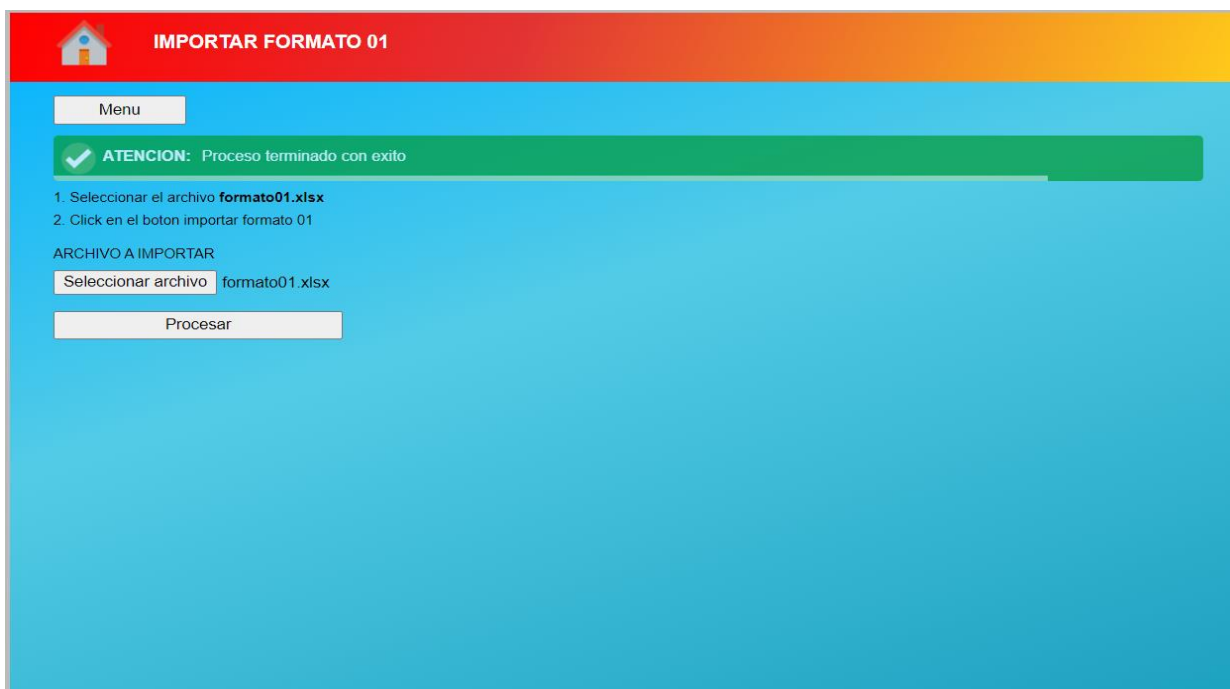 IMPORTAR FORMATO 01
Menu
ATENCION: Proceso terminado con exito
1. Seleccionar el archivo formato01.xlsx
2. Click en el boton importar formato 01
ARCHIVO A IMPORTAR
Seleccionar archivo formato01.xlsx
Procesar